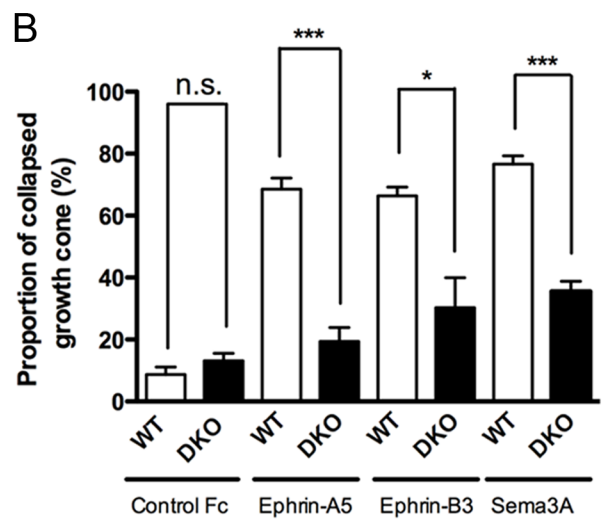 B
n.s.
***
*
***
Proportion of collapsed
growth cone (%)
100
80
60
40
20
0
WT DKO WT DKO WT DKO WT DKO
Control Fc Ephrin-A5 Ephrin-B3 Sema3A